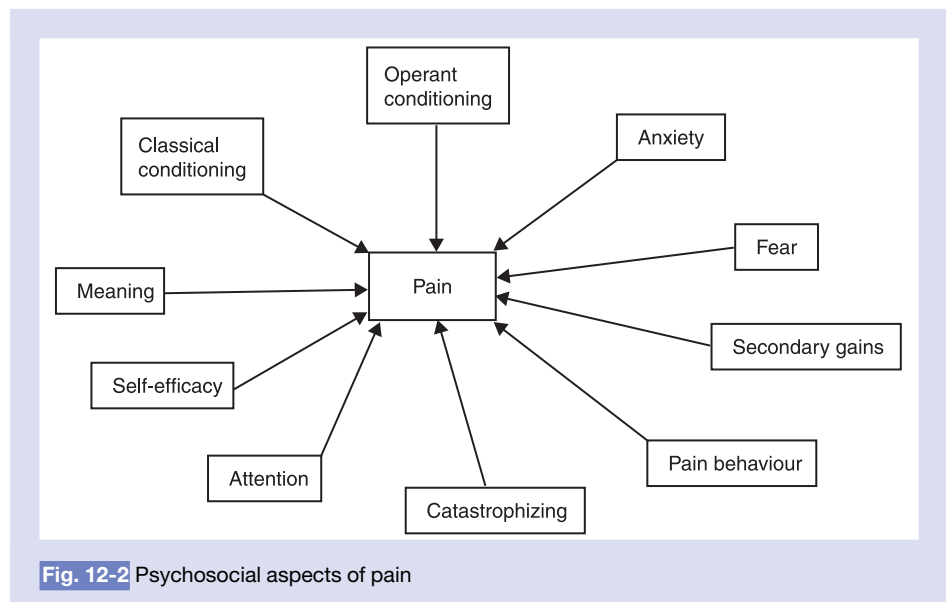 Operant
conditioning
Classical
conditioning
Anxiety
Fear
Pain
Meaning
Secondary gains
Self-efficacy
Attention
Pain behaviour
Catastrophizing
Fig. 12-2 Psychosocial aspects of pain